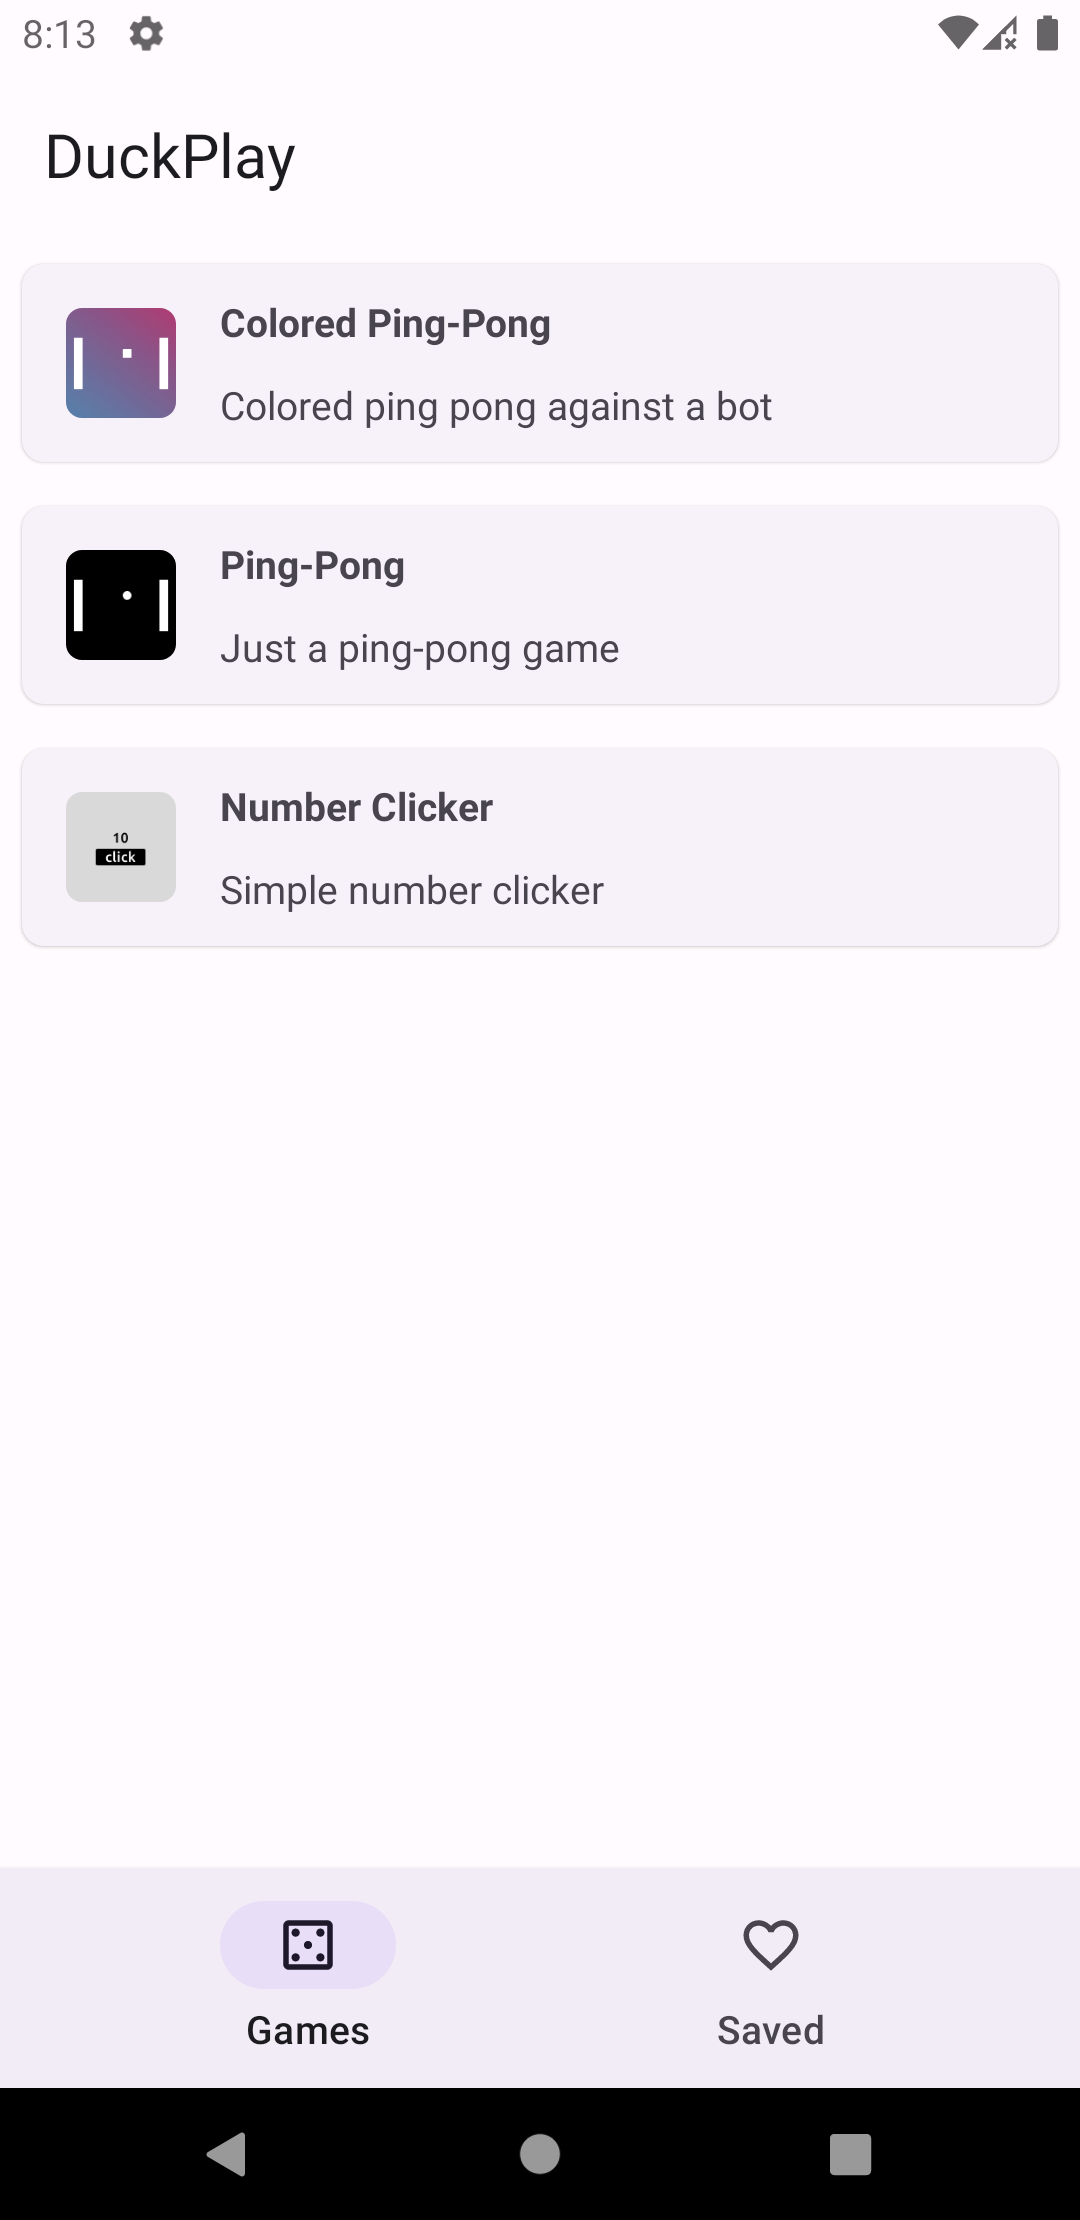 8:13
DuckPlay
Colored Ping-Pong
Colored ping pong against a bot
Ping-Pong
Just a ping-pong game
10
click
Number Clicker
Simple number clicker
Games
Saved